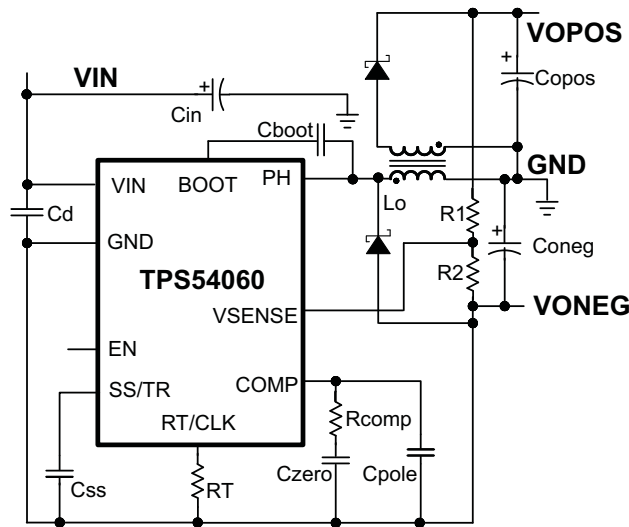 VOPOS
VIN
+
Copos
+
Cin
Cboot
GND
VIN
BOOT
PH
Lo
R1
Cd
GND
+
Coneg
R2
TPS54060
VSENSE
VONEG
EN
COMP
SS/TR
RT/CLK
Rcomp
Css
RT
Czero
Cpole